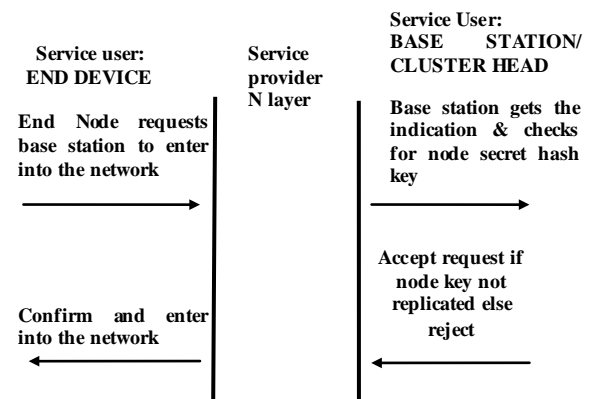 Service user:
END DEVICE
Service
provider
N layer
Service User:
BASE STATION/
CLUSTER HEAD
End Node requests
base station to enter
into the network
Base station gets the
indication & checks
for node secret hash
key
Accept request if
node key not
replicated else
reject
Confirm and enter
into the network